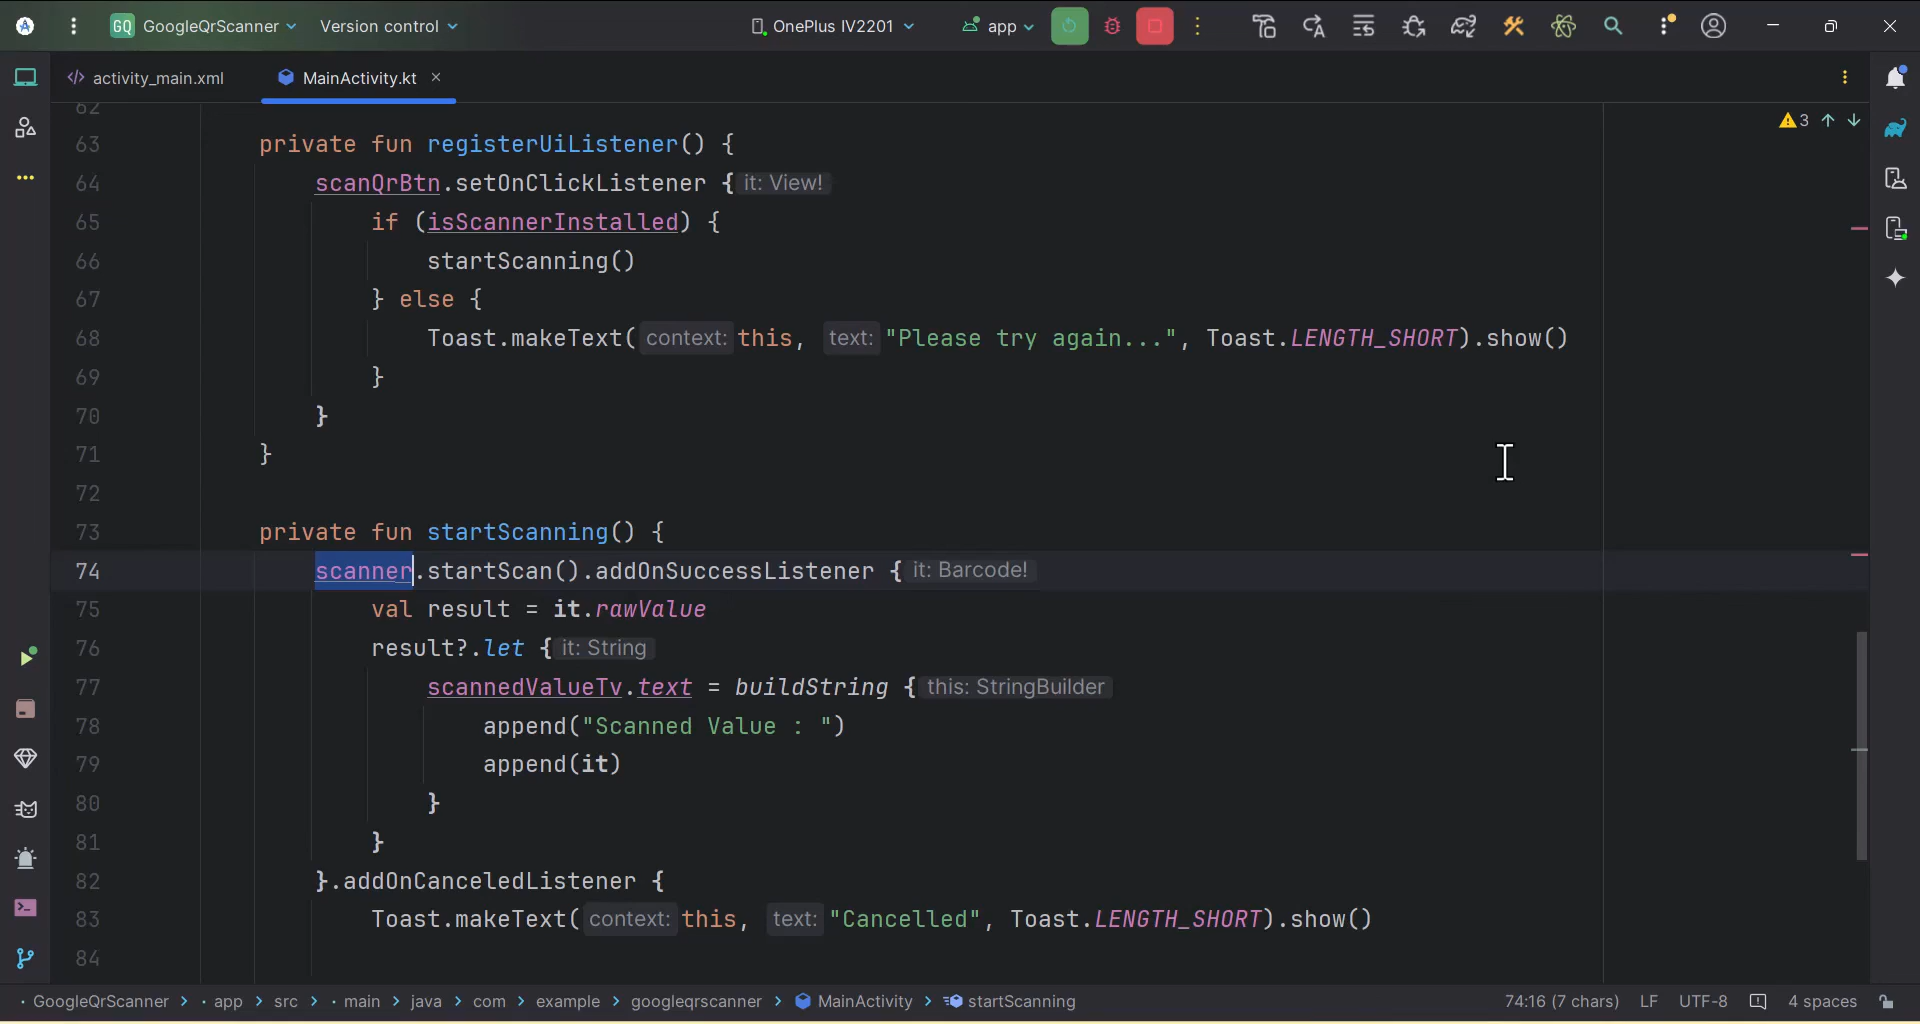 GQ GoogleQrScanner Version control OnePlus IV2201 app
activity_main.xml MainActivity.kt
62
63 private fun registerUiListener() {
64 scanQrBtn.setOnClickListener { it: View!
65 if (isScannerInstalled) {
66 startScanning()
67 } else {
68 Toast.makeText( context: this, text: "Please try again...", Toast.LENGTH_SHORT).show()
69 }
70 }
71 }
72
73 private fun startScanning() {
74 scanner.startScan().addOnSuccessListener { it: Barcode!
75 val result = it.rawValue
76 result?.let { it: String
77 scannedValueTv.text = buildString { this: StringBuilder
78 append("Scanned Value : ")
79 append(it)
80 }
81 }
82 }.addOnCanceledListener {
83 Toast.makeText( context: this, text: "Cancelled", Toast.LENGTH_SHORT).show()
84
3
GoogleQrScanner > app > src > main > java > com > example > googleqrscanner > MainActivity > startScanning 74:16 (7 chars) LF UTF-8 4 spaces